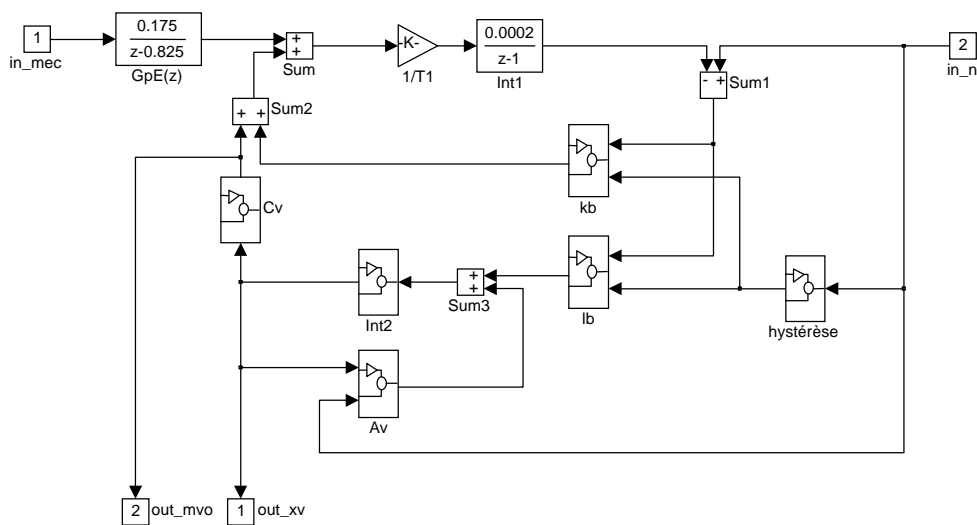 1
in_mec
0.175
z-0.825
GpE(z)
+
+
Sum
-K-
1/T1
0.0002
z-1
Int1
2
in_n
- +
Sum1
+ +
Sum2
kb
Cv
Int2
+
+
Sum3
lb
hystérèse
Av
2
out_mvo
1
out_xv